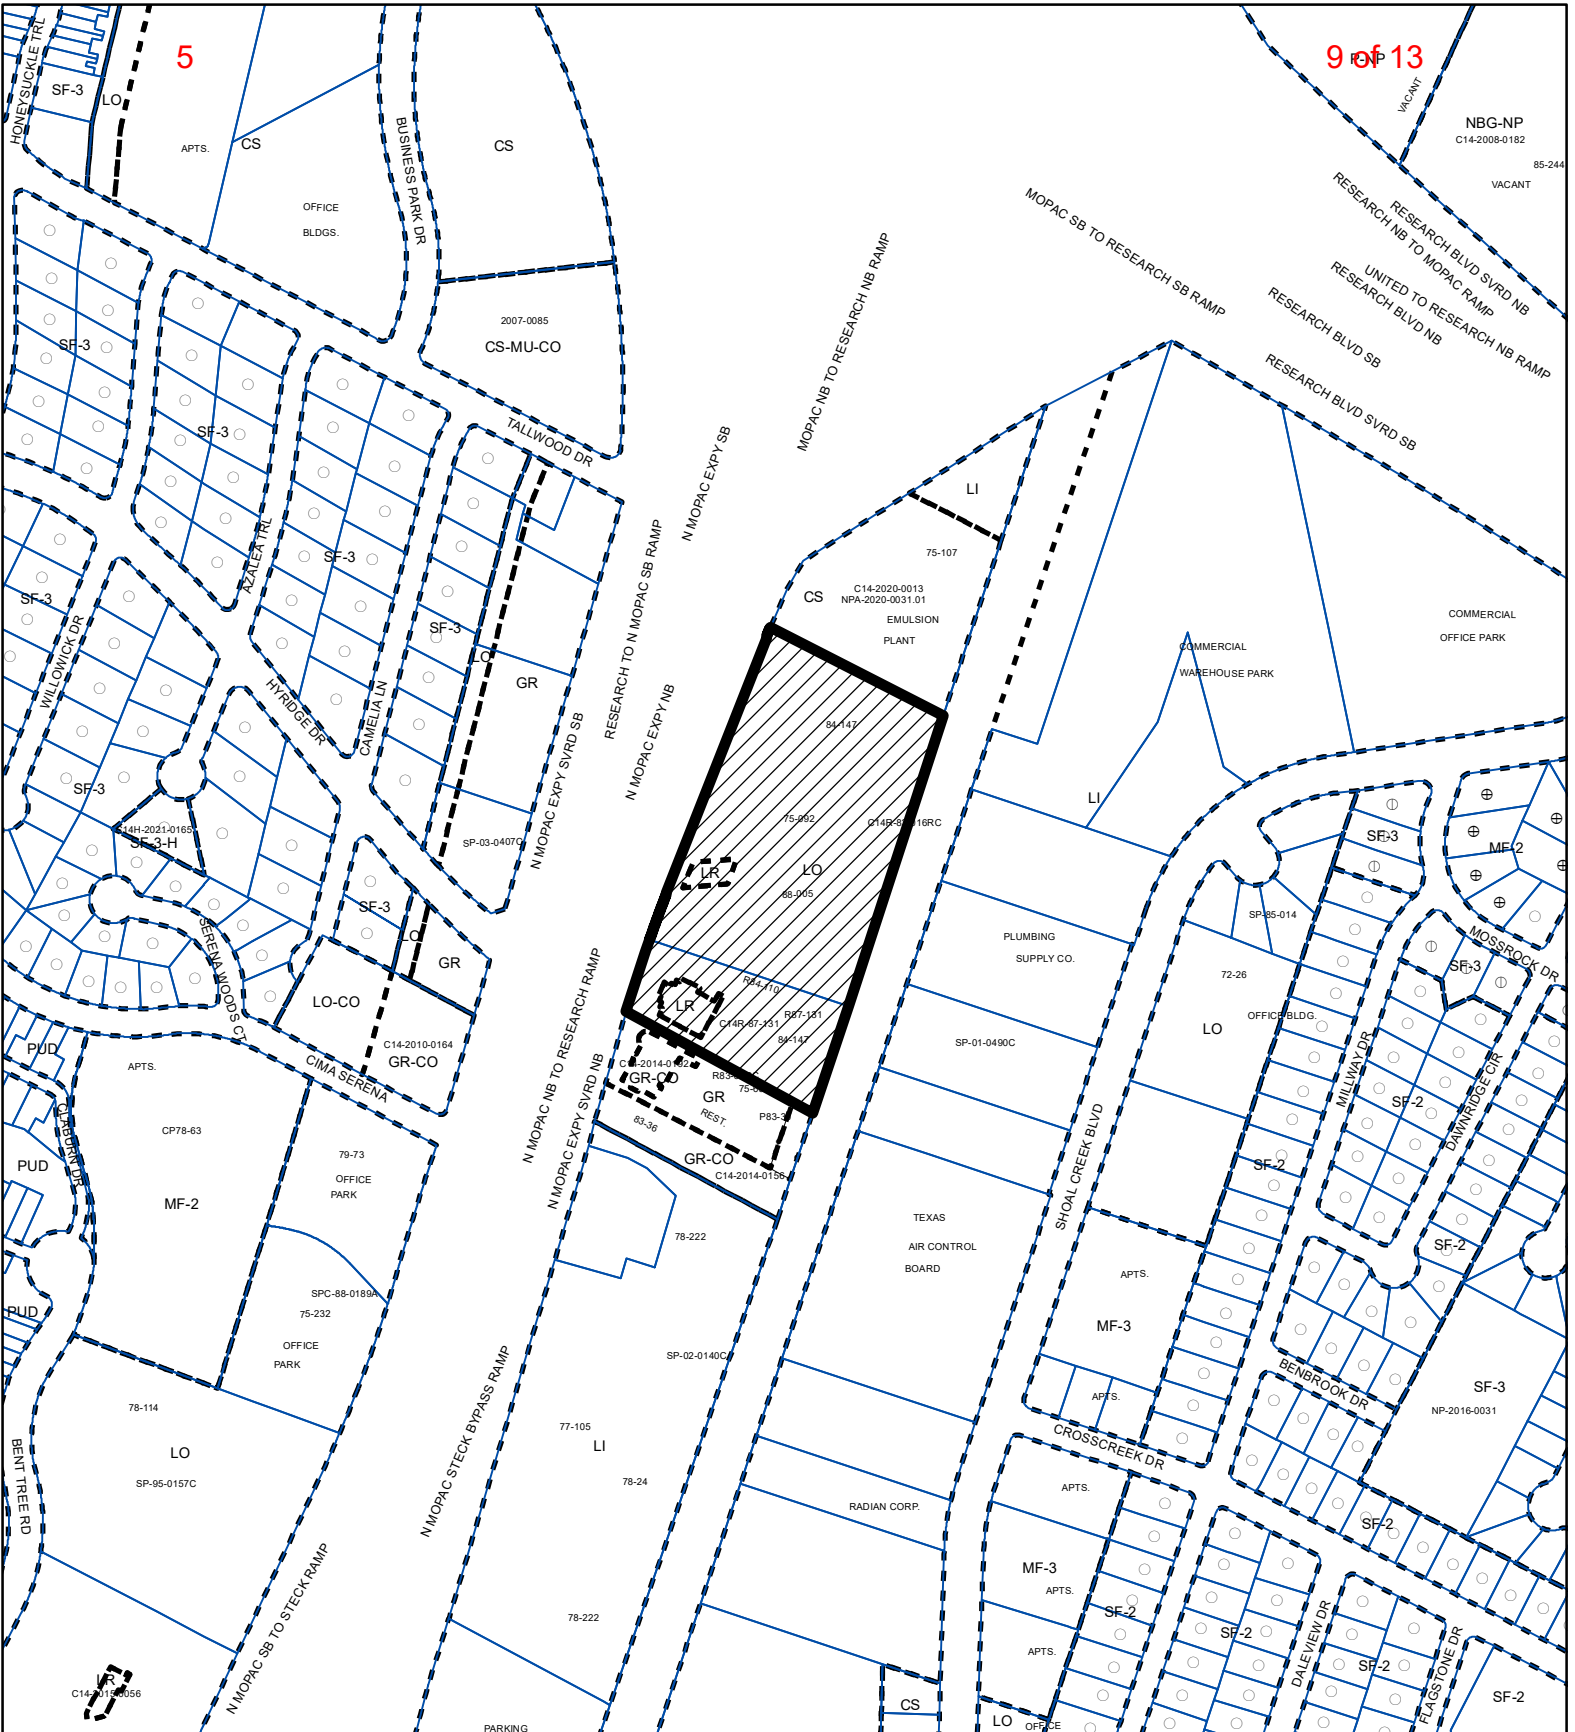 5
9 of 13
P-NP
VACANT
NBG-NP
C14-2008-0182
85-244
VACANT
HONEYSUCKLE TRL
SF-3
LO
APTS.
CS
OFFICE
BLDGS.
BUSINESS PARK DR
CS
2007-0085
CS-MU-CO
MOPAC SB TO RESEARCH SB RAMP
MOPAC NB TO RESEARCH NB RAMP
RESEARCH BLVD SVRD NB
RESEARCH NB TO MOPAC RAMP
UNITED TO RESEARCH NB RAMP
RESEARCH BLVD NB
RESEARCH BLVD SB
RESEARCH BLVD SVRD SB
SF-3
SF-3
TALLWOOD DR
N MOPAC EXPY SB
RESEARCH TO N MOPAC SB RAMP
N MOPAC EXPY NB
N MOPAC EXPY SVRD SB
LI
75-107
C14-2020-0013
NPA-2020-0031.01
CS
EMULSION
PLANT
COMMERCIAL
OFFICE PARK
COMMERCIAL
WAREHOUSE PARK
AZALEA TRL
SF-3
SF-3
SF-3
WILLOWICK DR
HYRIDGE DR
CAMELIA LN
LO
GR
84-147
75-092
C14R-8
16RC
LO
LR
88-005
LI
SF-3
C14H-2021-0165
SF-3-H
SP-03-0407C
SF-3
LO
GR
SERENA WOODS CT
LO-CO
C14-2010-0164
GR-CO
CIMA SERENA
N MOPAC NB TO RESEARCH RAMP
N MOPAC EXPY SVRD NB
R84-110
LR
R87-131
C14R-87-131
84-147
GR-CO
GR
REST.
P83-3
83-36
GR-CO
C14-2014-0156
PLUMBING
SUPPLY CO.
SP-01-0490C
SP-85-014
72-26
LO
OFFICE BLDG.
SF-3
MF-2
MOSSROCK DR
SF-3
MILLWAY DR
SF-2
DAWNRIDGE CIR
SF-2
SF-2
SHOAL CREEK BLVD
PUD
APTS.
CLABURN DR
CP78-63
PUD
MF-2
79-73
OFFICE
PARK
PUD
SPC-88-0189A
75-232
OFFICE
PARK
78-222
SP-02-0140C
TEXAS
AIR CONTROL
BOARD
APTS.
MF-3
APTS.
BENBROOK DR
SF-3
NP-2016-0031
CROSSCREEK DR
78-114
LO
SP-95-0157C
BENT TREE RD
N MOPAC STECK BYPASS RAMP
77-105
LI
78-24
RADIAN CORP.
APTS.
MF-3
APTS.
SF-2
SF-2
SF-2
N MOPAC SB TO STECK RAMP
78-222
APTS.
DALEVIEW DR
SF-2
FLAGSTONE DR
SF-2
LR
C14-2015-0056
PARKING
CS
LO
OFFICE